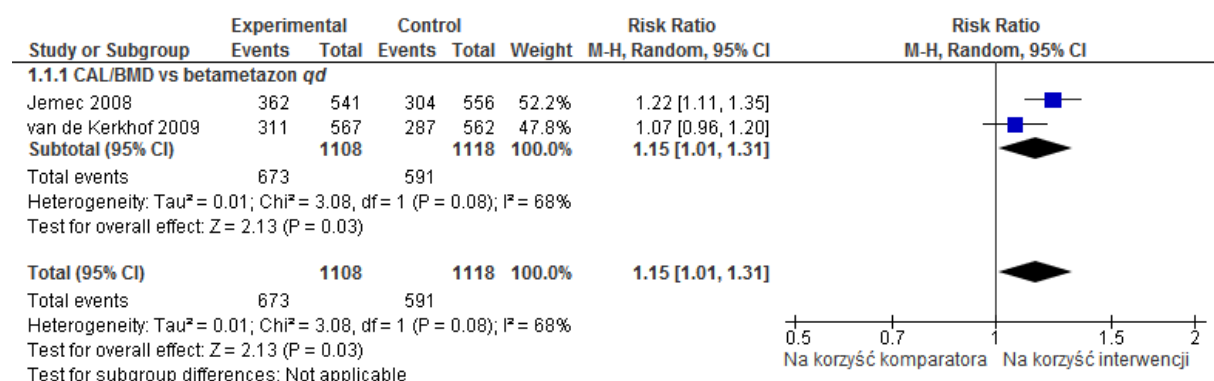 Experimental Control Risk Ratio Risk Ratio
Study or Subgroup Events Total Events Total Weight M-H, Random, 95% CI M-H, Random, 95% CI
1.1.1 CAL/BMD vs betametazon qd
Jemec 2008 362 541 304 556 52.2% 1.22 [1.11, 1.35]
van de Kerkhof 2009 311 567 287 562 47.8% 1.07 [0.96, 1.20]
Subtotal (95% CI) 1108 1118 100.0% 1.15 [1.01, 1.31]
Total events 673 591
Heterogeneity: Tau² = 0.01; Chi² = 3.08, df = 1 (P = 0.08); I² = 68%
Test for overall effect: Z = 2.13 (P = 0.03)
Total (95% CI) 1108 1118 100.0% 1.15 [1.01, 1.31]
Total events 673 591
Heterogeneity: Tau² = 0.01; Chi² = 3.08, df = 1 (P = 0.08); I² = 68%
Test for overall effect: Z = 2.13 (P = 0.03)
Test for subgroup differences: Not applicable
0.5 0.7 1 1.5 2
Na korzyść komparatora Na korzyść interwencji